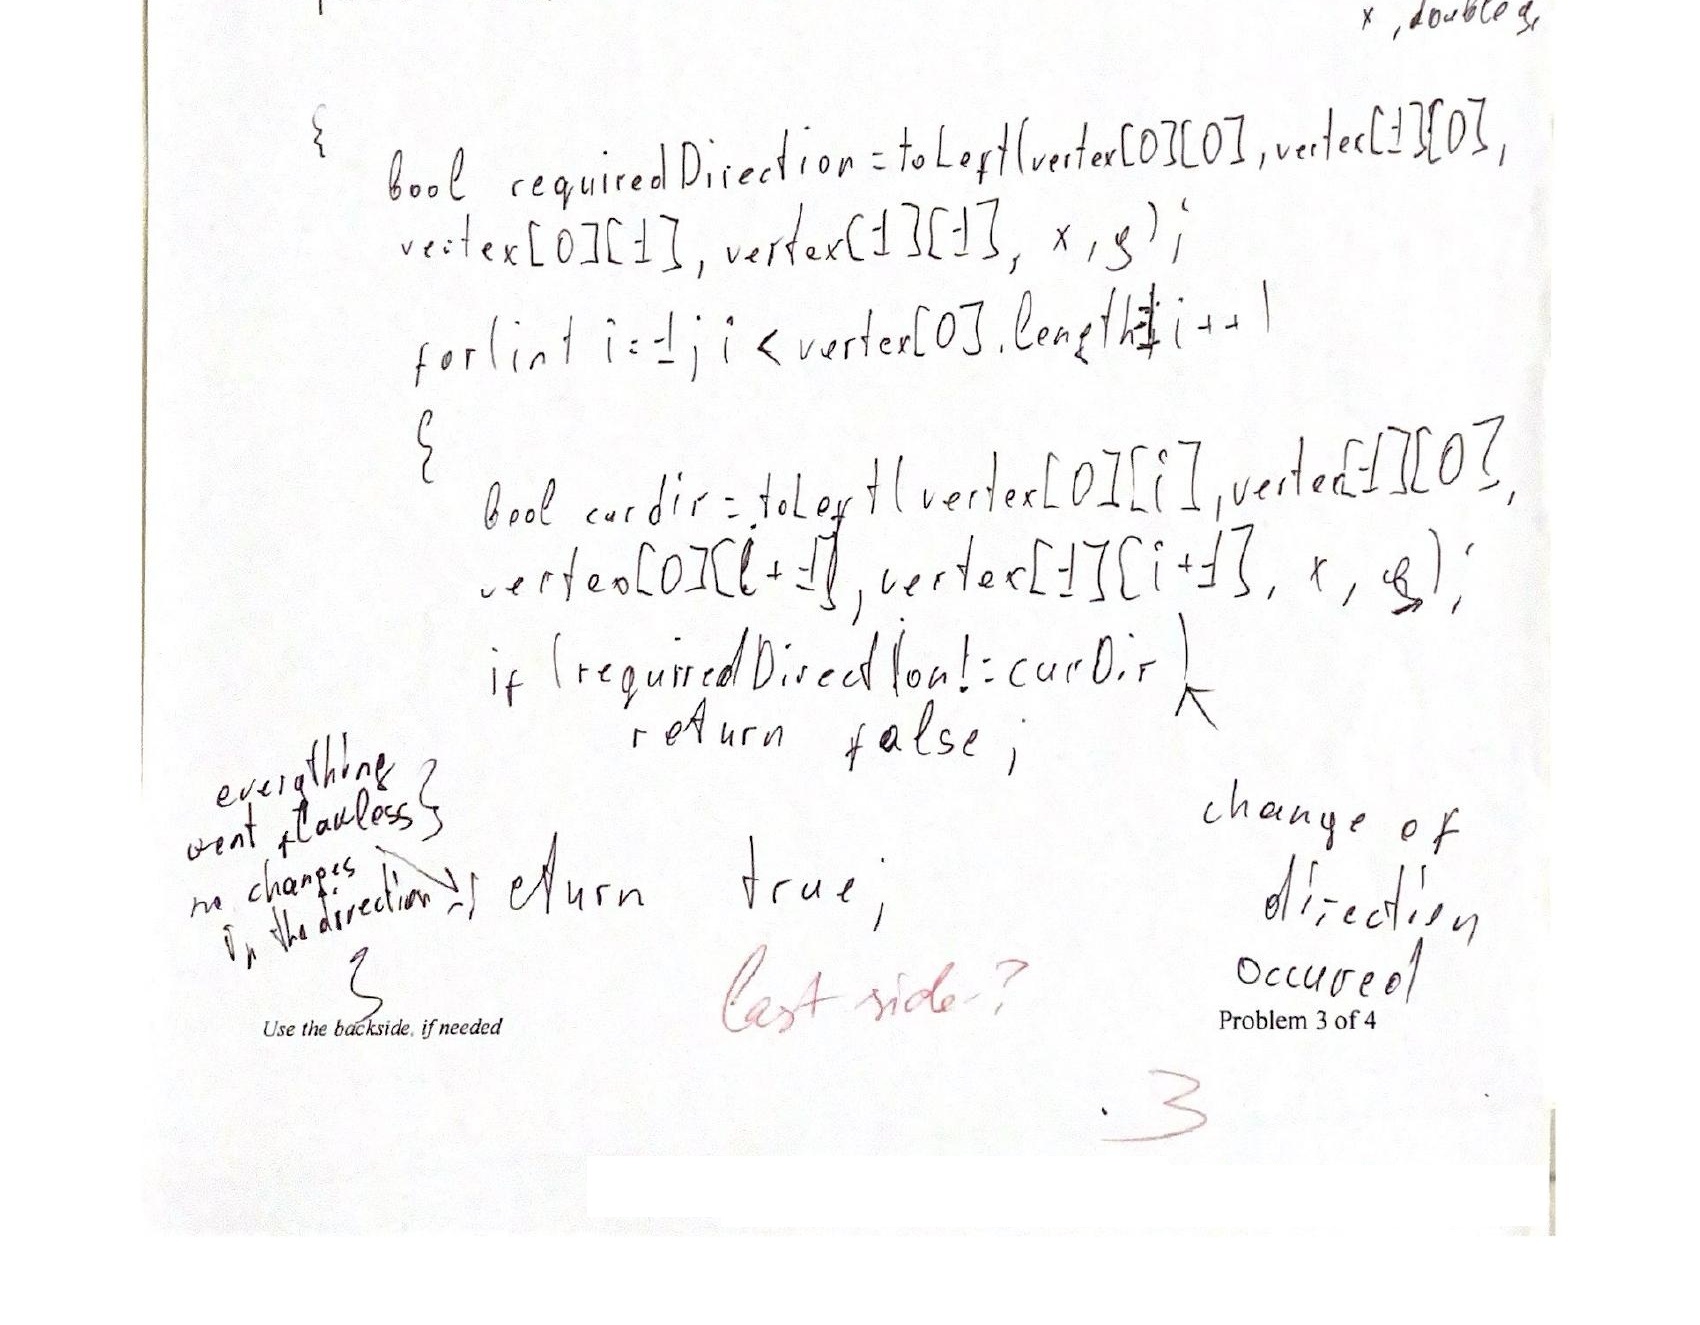 x, double y,
{
bool requiredDirection = toLeft(vertex[0][0], vertex[1][0],
vertex[0][1], vertex[1][1], x, y);
for(int i=1; i < vertex[0].length-1; i++)
{
bool curdir = toLeft(vertex[0][i], vertex[1][0],
vertex[0][i+1], vertex[1][i+1], x, y);
if (requiredDirection != curDir)
return false;
}
everything
went flawless
no changes
in the direction
return true;
}
change of
direction
occured
last side?
Use the backside, if needed
Problem 3 of 4
3